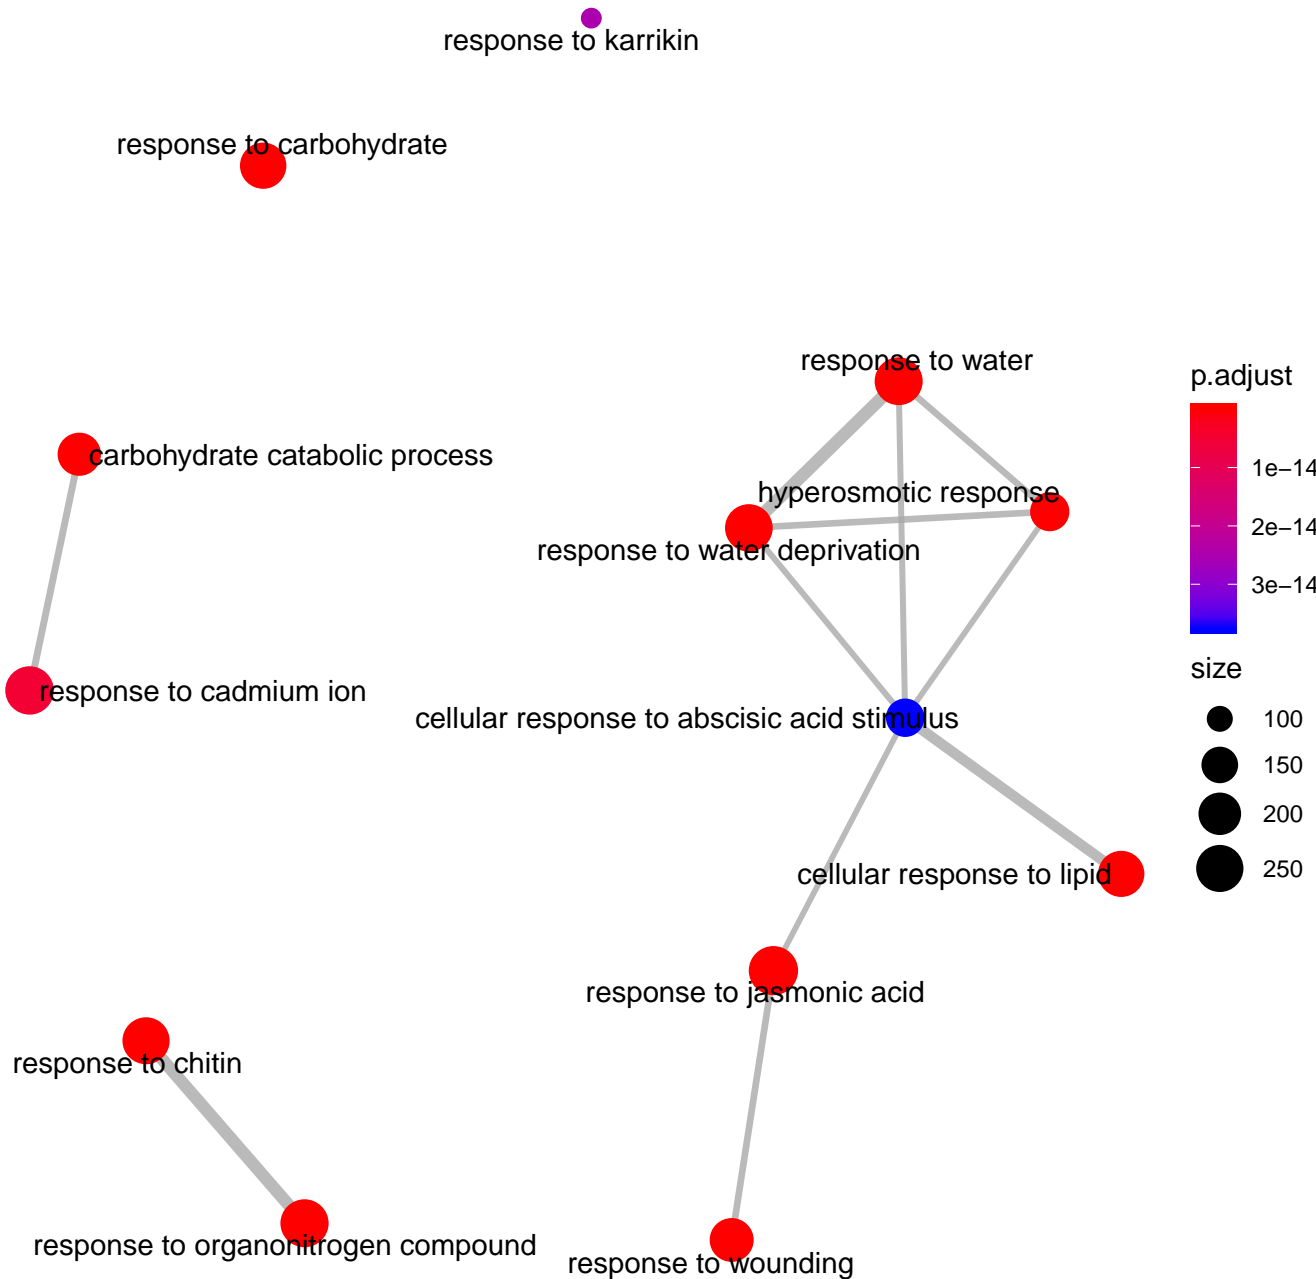 response to karrikin
response to carbohydrate
response to water
p.adjust
1e−14
2e−14
3e−14
carbohydrate catabolic process
hyperosmotic response
response to water deprivation
size
100
150
200
250
response to cadmium ion
cellular response to abscisic acid stimulus
cellular response to lipid
response to jasmonic acid
response to chitin
response to organonitrogen compound
response to wounding